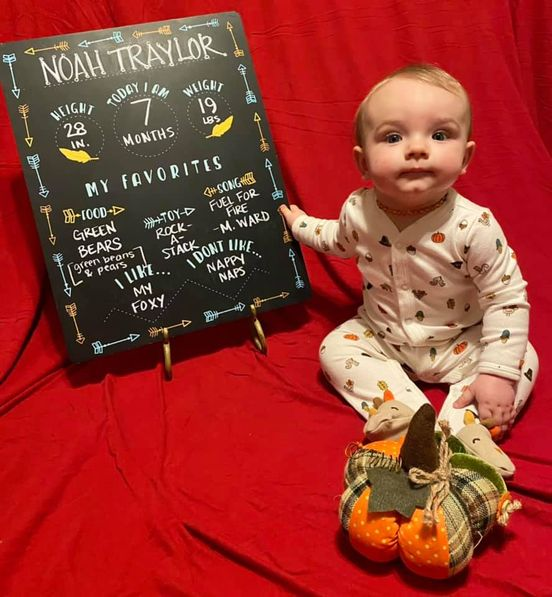 NOAH TRAYLOR
HEIGHT
28
IN.
TODAY I AM
7
MONTHS
WEIGHT
19
LBS
MY FAVORITES
FOOD
GREEN
BEARS
[green beans
& pears]
TOY
ROCK-
A-
STACK
SONG
FUEL FOR
FIRE
-M. WARD
I LIKE...
MY
FOXY
I DONT LIKE...
NAPPY
NAPS